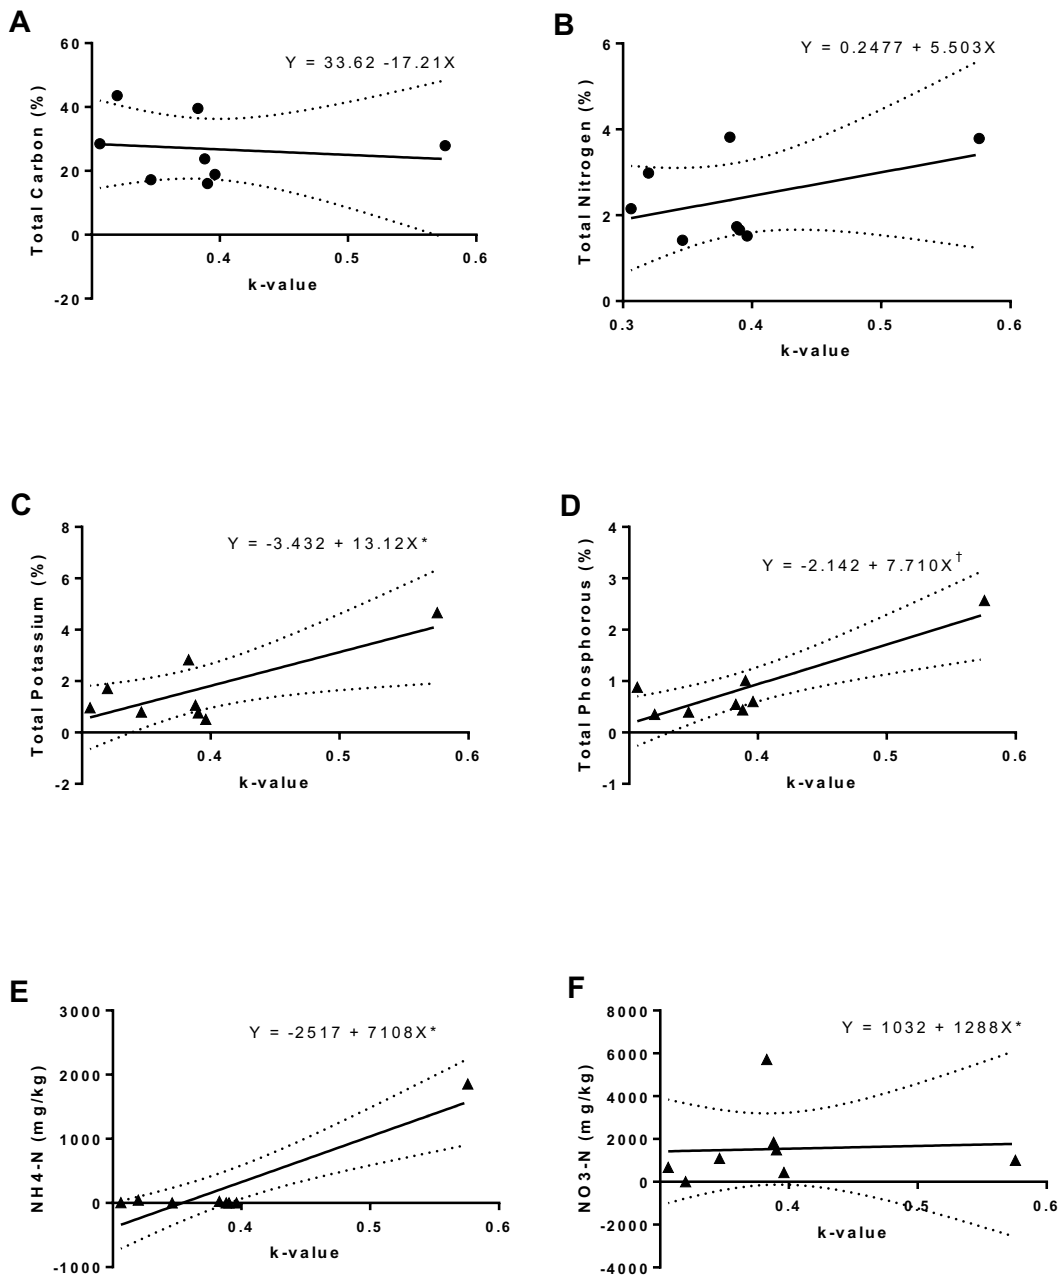 A
Y = 33.62 -17.21X
Total Carbon (%)
60
40
20
0
-20
0.4
0.5
0.6
k-value
B
Y = 0.2477 + 5.503X
Total Nitrogen (%)
6
4
2
0
0.3
0.4
0.5
0.6
k-value
C
Y = -3.432 + 13.12X*
Total Potassium (%)
8
6
4
2
0
-2
0.4
0.5
0.6
k-value
D
Y = -2.142 + 7.710X†
Total Phosphorous (%)
4
3
2
1
0
-1
0.4
0.5
0.6
k-value
E
Y = -2517 + 7108X*
NH4-N (mg/kg)
3000
2000
1000
0
-1000
0.4
0.5
0.6
k-value
F
Y = 1032 + 1288X*
NO3-N (mg/kg)
8000
6000
4000
2000
0
-2000
-4000
0.4
0.5
0.6
k-value